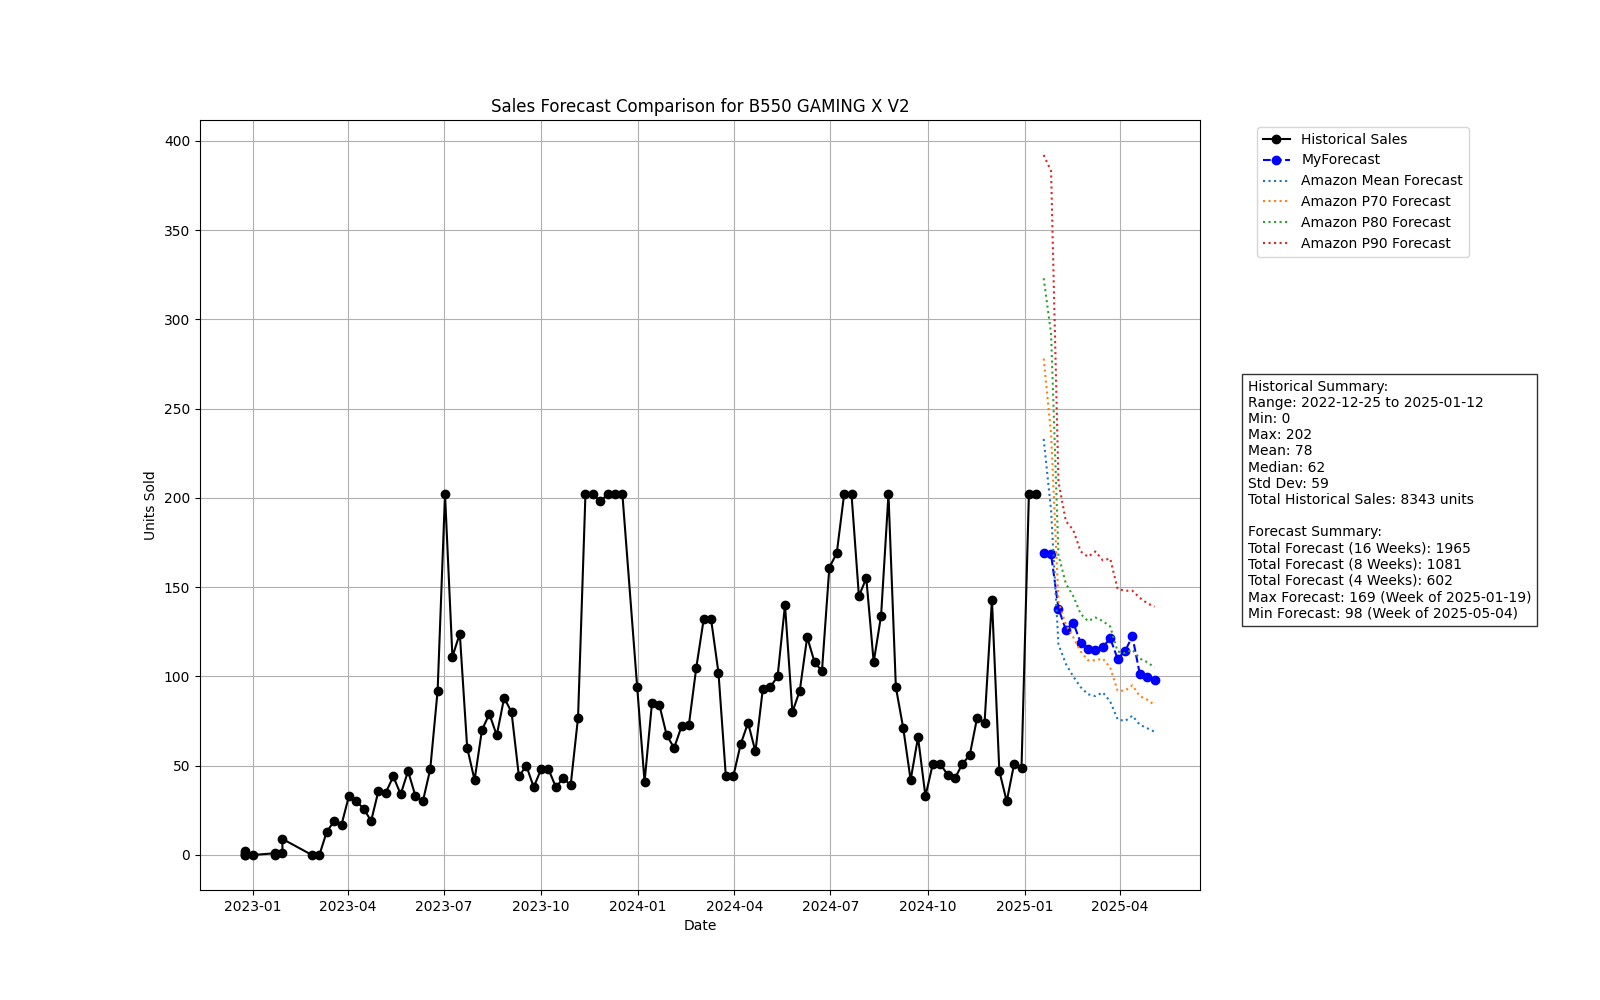 Sales Forecast Comparison for B550 GAMING X V2
400
350
300
250
200
150
100
50
0
Units Sold
2023-01
2023-04
2023-07
2023-10
2024-01
2024-04
2024-07
2024-10
2025-01
2025-04
Date
Historical Sales
MyForecast
Amazon Mean Forecast
Amazon P70 Forecast
Amazon P80 Forecast
Amazon P90 Forecast
Historical Summary:
Range: 2022-12-25 to 2025-01-12
Min: 0
Max: 202
Mean: 78
Median: 62
Std Dev: 59
Total Historical Sales: 8343 units
Forecast Summary:
Total Forecast (16 Weeks): 1965
Total Forecast (8 Weeks): 1081
Total Forecast (4 Weeks): 602
Max Forecast: 169 (Week of 2025-01-19)
Min Forecast: 98 (Week of 2025-05-04)